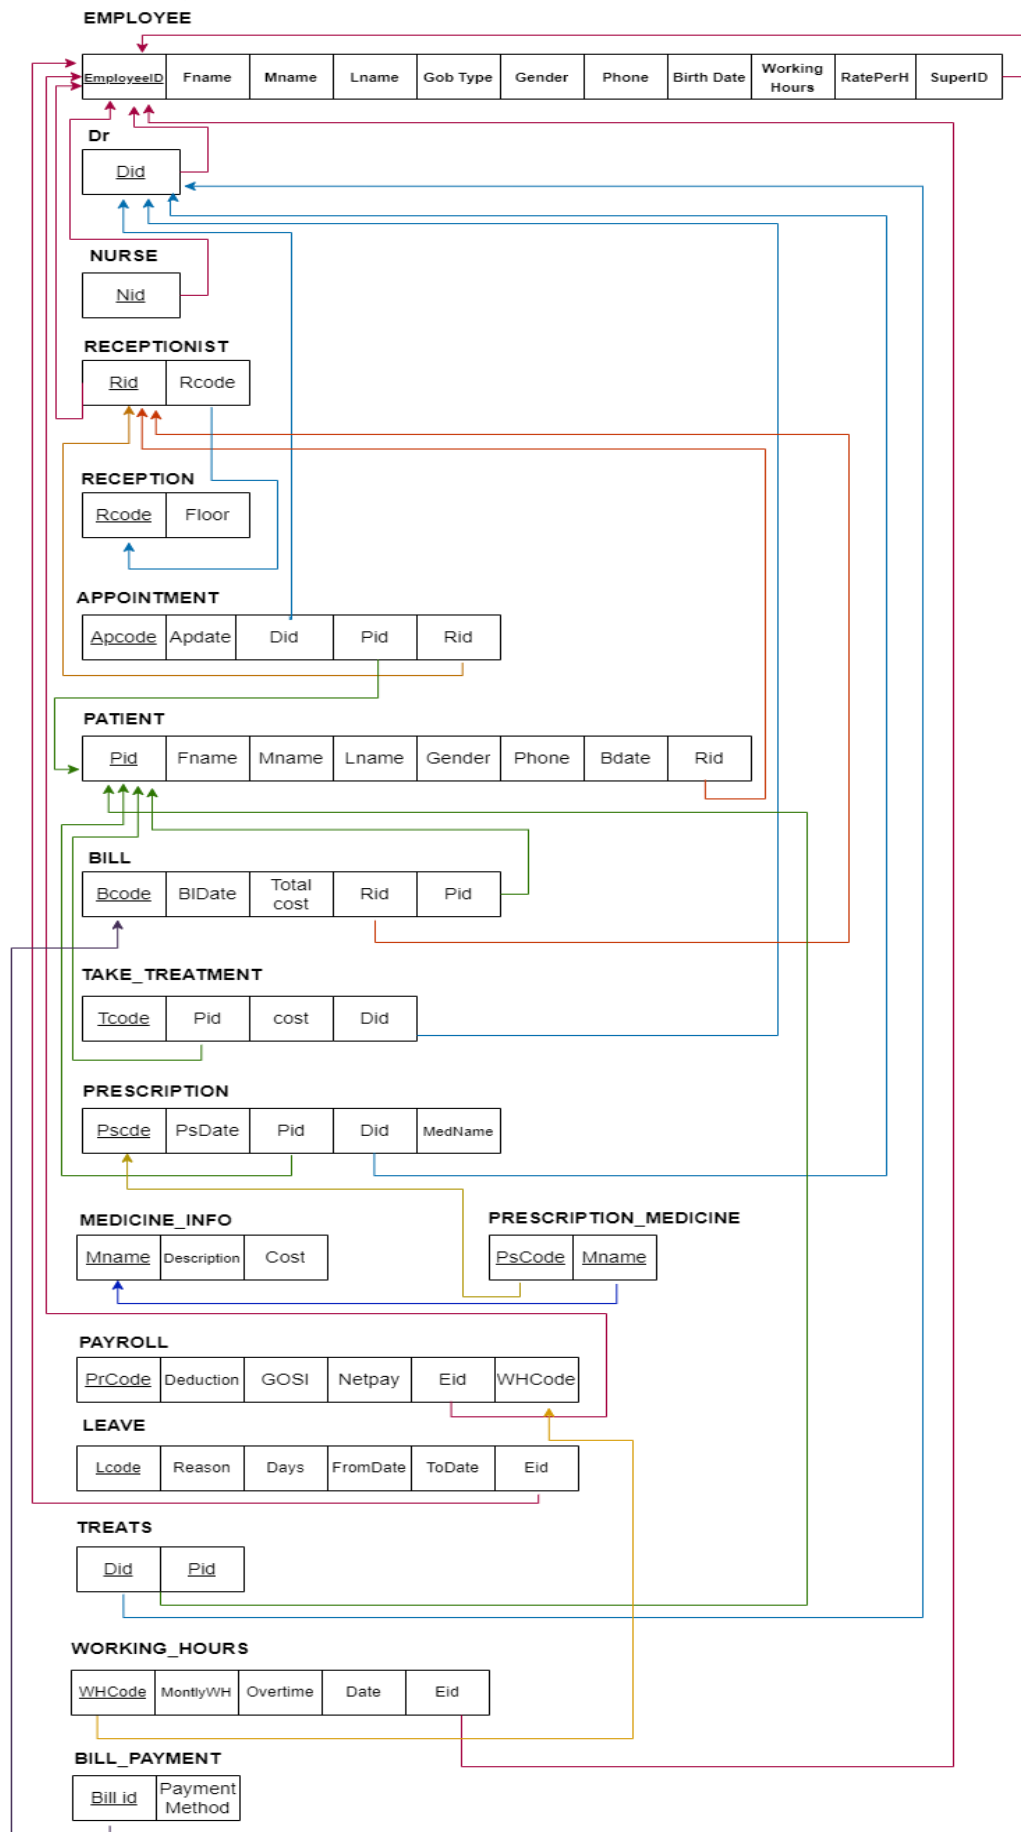 EMPLOYEE
EmployeeID Fname Mname Lname Gob Type Gender Phone Birth Date Working Hours RatePerH SuperID
Dr
Did
NURSE
Nid
RECEPTIONIST
Rid Rcode
RECEPTION
Rcode Floor
APPOINTMENT
Apcode Apdate Did Pid Rid
PATIENT
Pid Fname Mname Lname Gender Phone Bdate Rid
BILL
Bcode BIDate Total cost Rid Pid
TAKE_TREATMENT
Tcode Pid cost Did
PRESCRIPTION
Pscde PsDate Pid Did MedName
MEDICINE_INFO
Mname Description Cost
PRESCRIPTION_MEDICINE
PsCode Mname
PAYROLL
PrCode Deduction GOSI Netpay Eid WHCode
LEAVE
Lcode Reason Days FromDate ToDate Eid
TREATS
Did Pid
WORKING_HOURS
WHCode MontlyWH Overtime Date Eid
BILL_PAYMENT
Bill id Payment Method